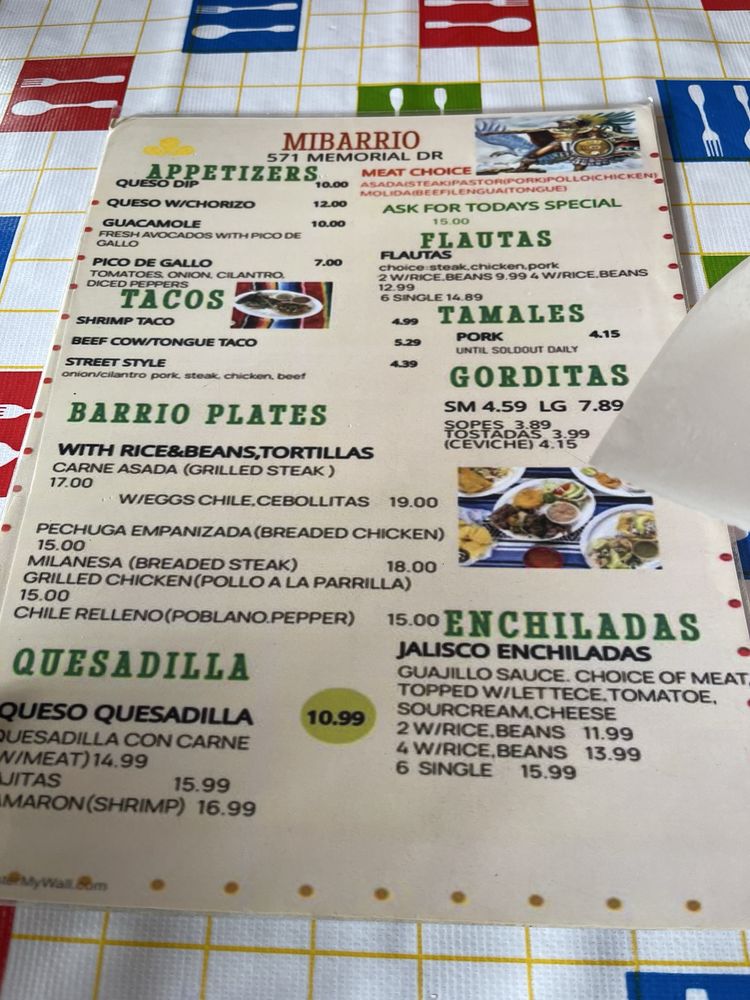 MIBARRIO
571 MEMORIAL DR
APPETIZERS
QUESO DIP 10.00
QUESO W/CHORIZO 12.00
GUACAMOLE 10.00
FRESH AVOCADOS WITH PICO DE
GALLO
PICO DE GALLO 7.00
TOMATOES, ONION, CILANTRO,
DICED PEPPERS
TACOS
SHRIMP TACO 4.99
BEEF COW/TONGUE TACO 5.29
STREET STYLE 4.39
onion/cilantro pork, steak, chicken, beef
BARRIO PLATES
WITH RICE&BEANS,TORTILLAS
CARNE ASADA (GRILLED STEAK )
17.00
W/EGGS CHILE,CEBOLLITAS 19.00
PECHUGA EMPANIZADA(BREADED CHICKEN)
15.00
MILANESA (BREADED STEAK) 18.00
GRILLED CHICKEN(POLLO A LA PARRILLA)
15.00
CHILE RELLENO(POBLANO.PEPPER) 15.00
QUESADILLA
QUESO QUESADILLA 10.99
QUESADILLA CON CARNE
W/MEAT)14.99
JITAS 15.99
AMARON(SHRIMP) 16.99
MEAT CHOICE
ASADA(STEAK)PASTOR(PORK)POLLO(CHICKEN)
MOLIDA(BEEF)LENGUA(TONGUE)
ASK FOR TODAYS SPECIAL
15.00
FLAUTAS
FLAUTAS
choice:steak,chicken,pork
2 W/RICE,BEANS 9.99 4 W/RICE,BEANS
12.99
6 SINGLE 14.89
TAMALES
PORK 4.15
UNTIL SOLDOUT DAILY
GORDITAS
SM 4.59 LG 7.89
SOPES 3.89
TOSTADAS 3.99
(CEVICHE) 4.15
ENCHILADAS
JALISCO ENCHILADAS
GUAJILLO SAUCE. CHOICE OF MEAT,
TOPPED W/LETTECE,TOMATOE,
SOURCREAM,CHEESE
2 W/RICE,BEANS 11.99
4 W/RICE,BEANS 13.99
6 SINGLE 15.99
sterMyWall.com